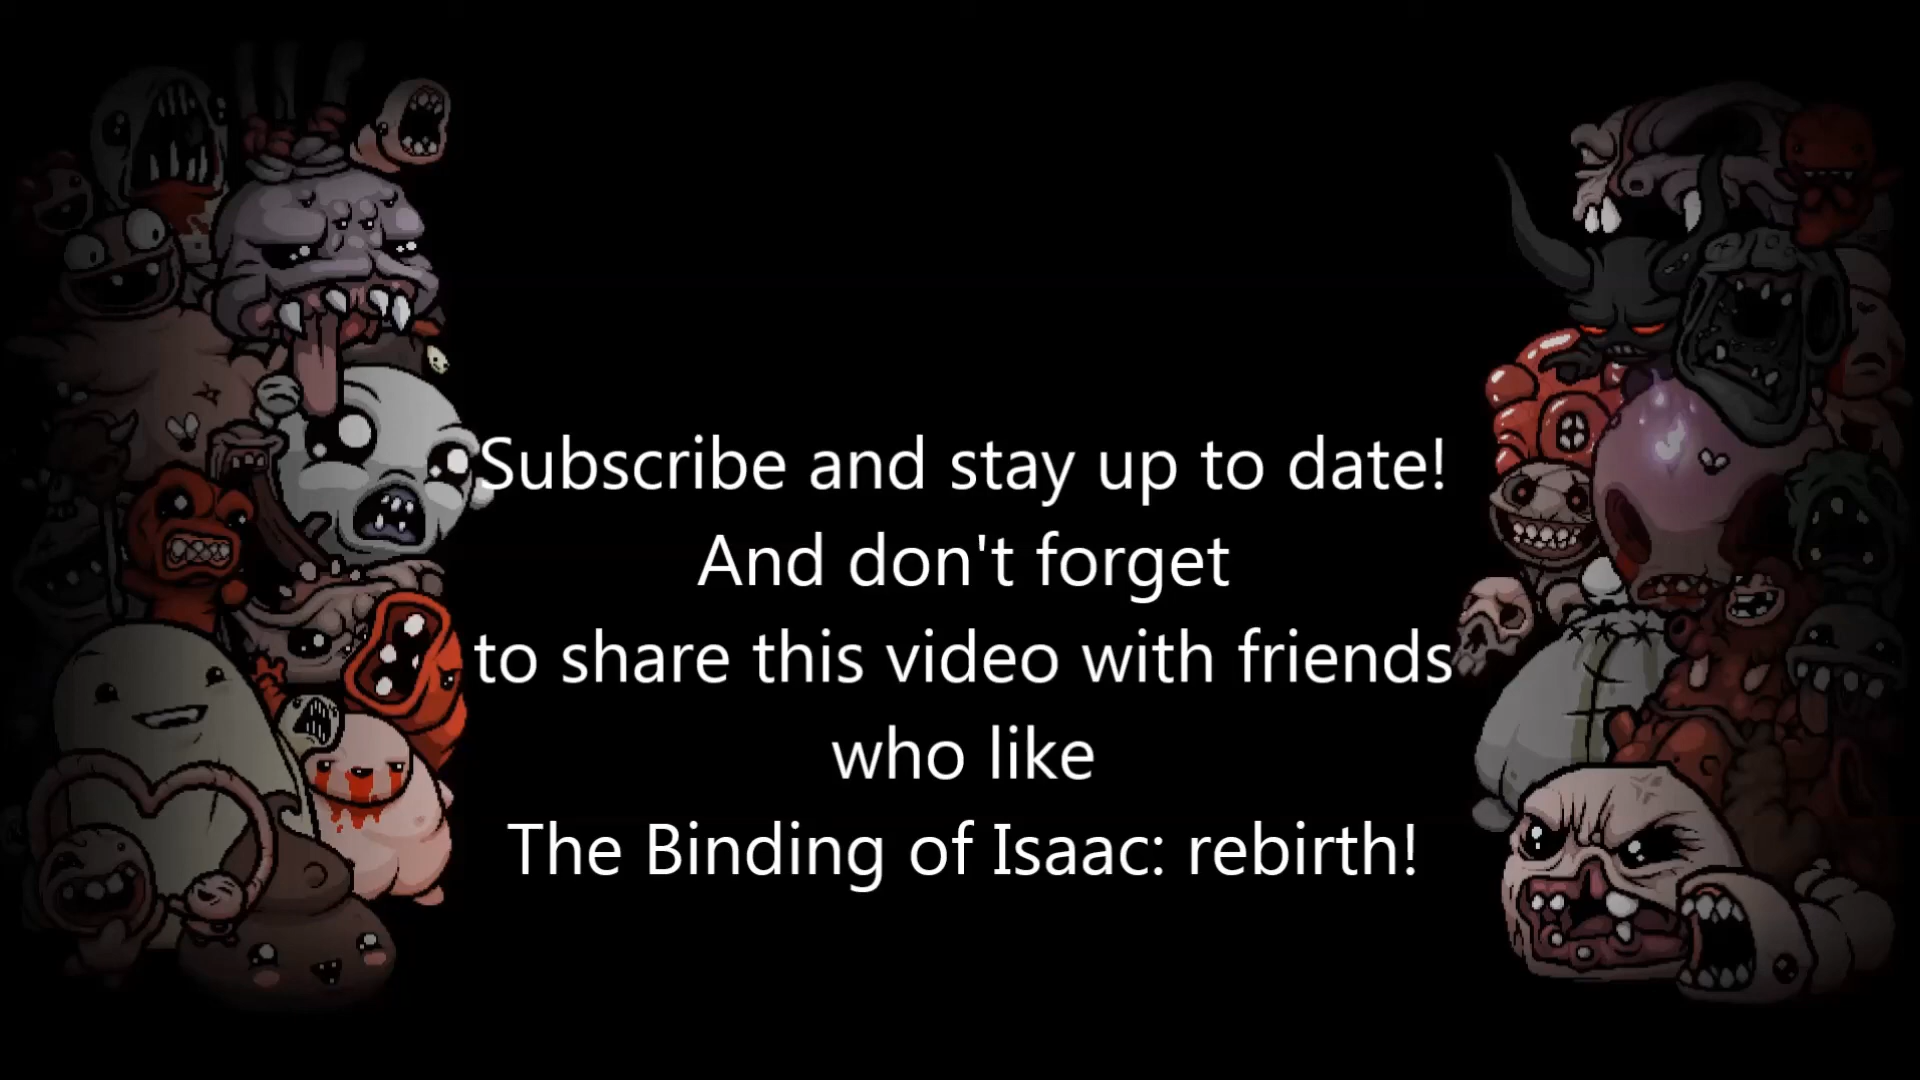 Subscribe and stay up to date!
And don't forget
to share this video with friends
who like
The Binding of Isaac: rebirth!